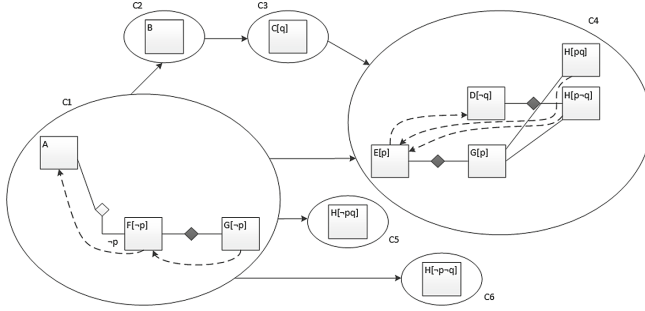 C2
C3
C4
B
C[q]
H[pq]
C1
D[¬q]
H[p¬q]
A
E[p]
G[p]
F[¬p]
G[¬p]
¬p
H[¬pq]
C5
H[¬p¬q]
C6